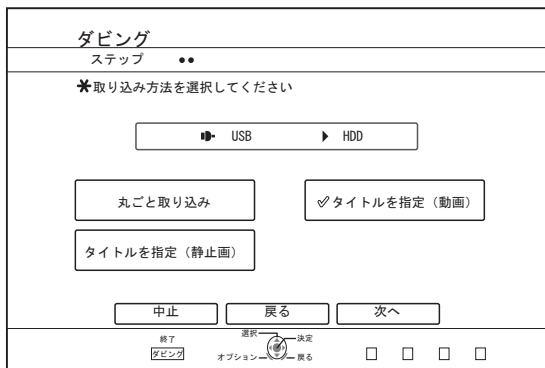 ダビング
ステップ ●●
✱取り込み方法を選択してください
USB ▶ HDD
丸ごと取り込み
✓タイトルを指定（動画）
タイトルを指定（静止画）
中止 戻る 次へ
終了
ダビング
選択 決定
オプション 戻る